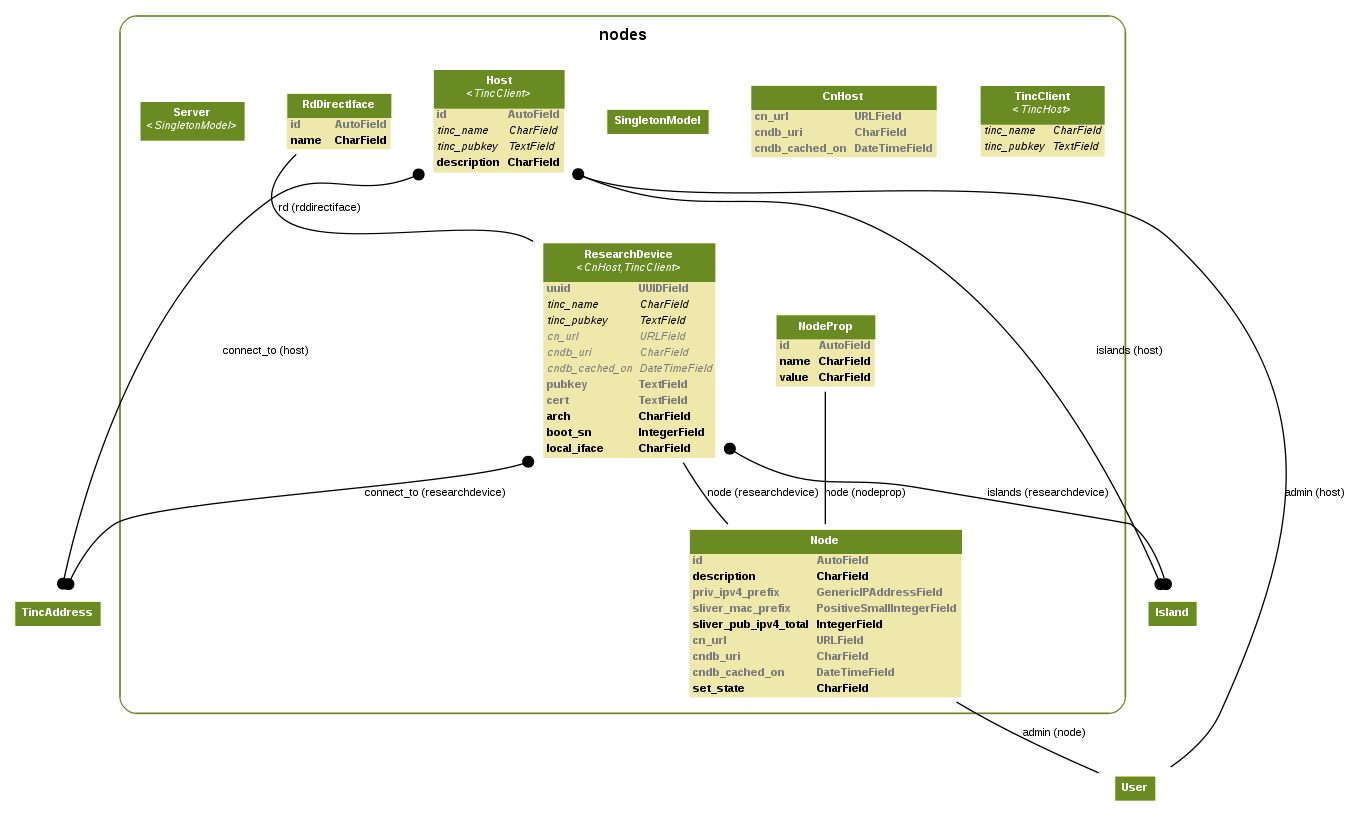 nodes
Server
<SingletonModel>
RdDirectIface
id AutoField
name CharField
Host
<TincClient>
id AutoField
tinc_name CharField
tinc_pubkey TextField
description CharField
SingletonModel
CnHost
cn_url URLField
cndb_uri CharField
cndb_cached_on DateTimeField
TincClient
<TincHost>
tinc_name CharField
tinc_pubkey TextField
rd (rddirectiface)
ResearchDevice
<CnHost,TincClient>
uuid UUIDField
tinc_name CharField
tinc_pubkey TextField
cn_url URLField
cndb_uri CharField
cndb_cached_on DateTimeField
pubkey TextField
cert TextField
arch CharField
boot_sn IntegerField
local_iface CharField
NodeProp
id AutoField
name CharField
value CharField
connect_to (host)
islands (host)
connect_to (researchdevice)
node (researchdevice)
node (nodeprop)
islands (researchdevice)
admin (host)
Node
id AutoField
description CharField
priv_ipv4_prefix GenericIPAddressField
sliver_mac_prefix PositiveSmallIntegerField
sliver_pub_ipv4_total IntegerField
cn_url URLField
cndb_uri CharField
cndb_cached_on DateTimeField
set_state CharField
TincAddress
Island
admin (node)
User